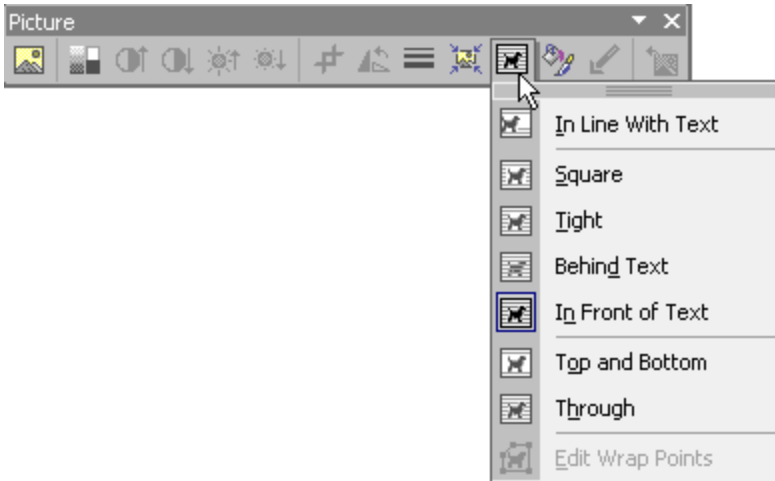 Picture
In Line With Text
Square
Tight
Behind Text
In Front of Text
Top and Bottom
Through
Edit Wrap Points